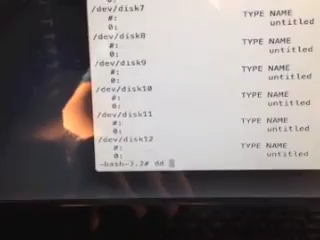 0:
/dev/disk7
#: TYPE NAME
0: untitled
/dev/disk8
#: TYPE NAME
0: untitled
/dev/disk9
#: TYPE NAME
0: untitled
/dev/disk10
#: TYPE NAME
0: untitled
/dev/disk11
#: TYPE NAME
0: untitled
/dev/disk12
#: TYPE NAME
0: untitled
-bash-3.2# dd